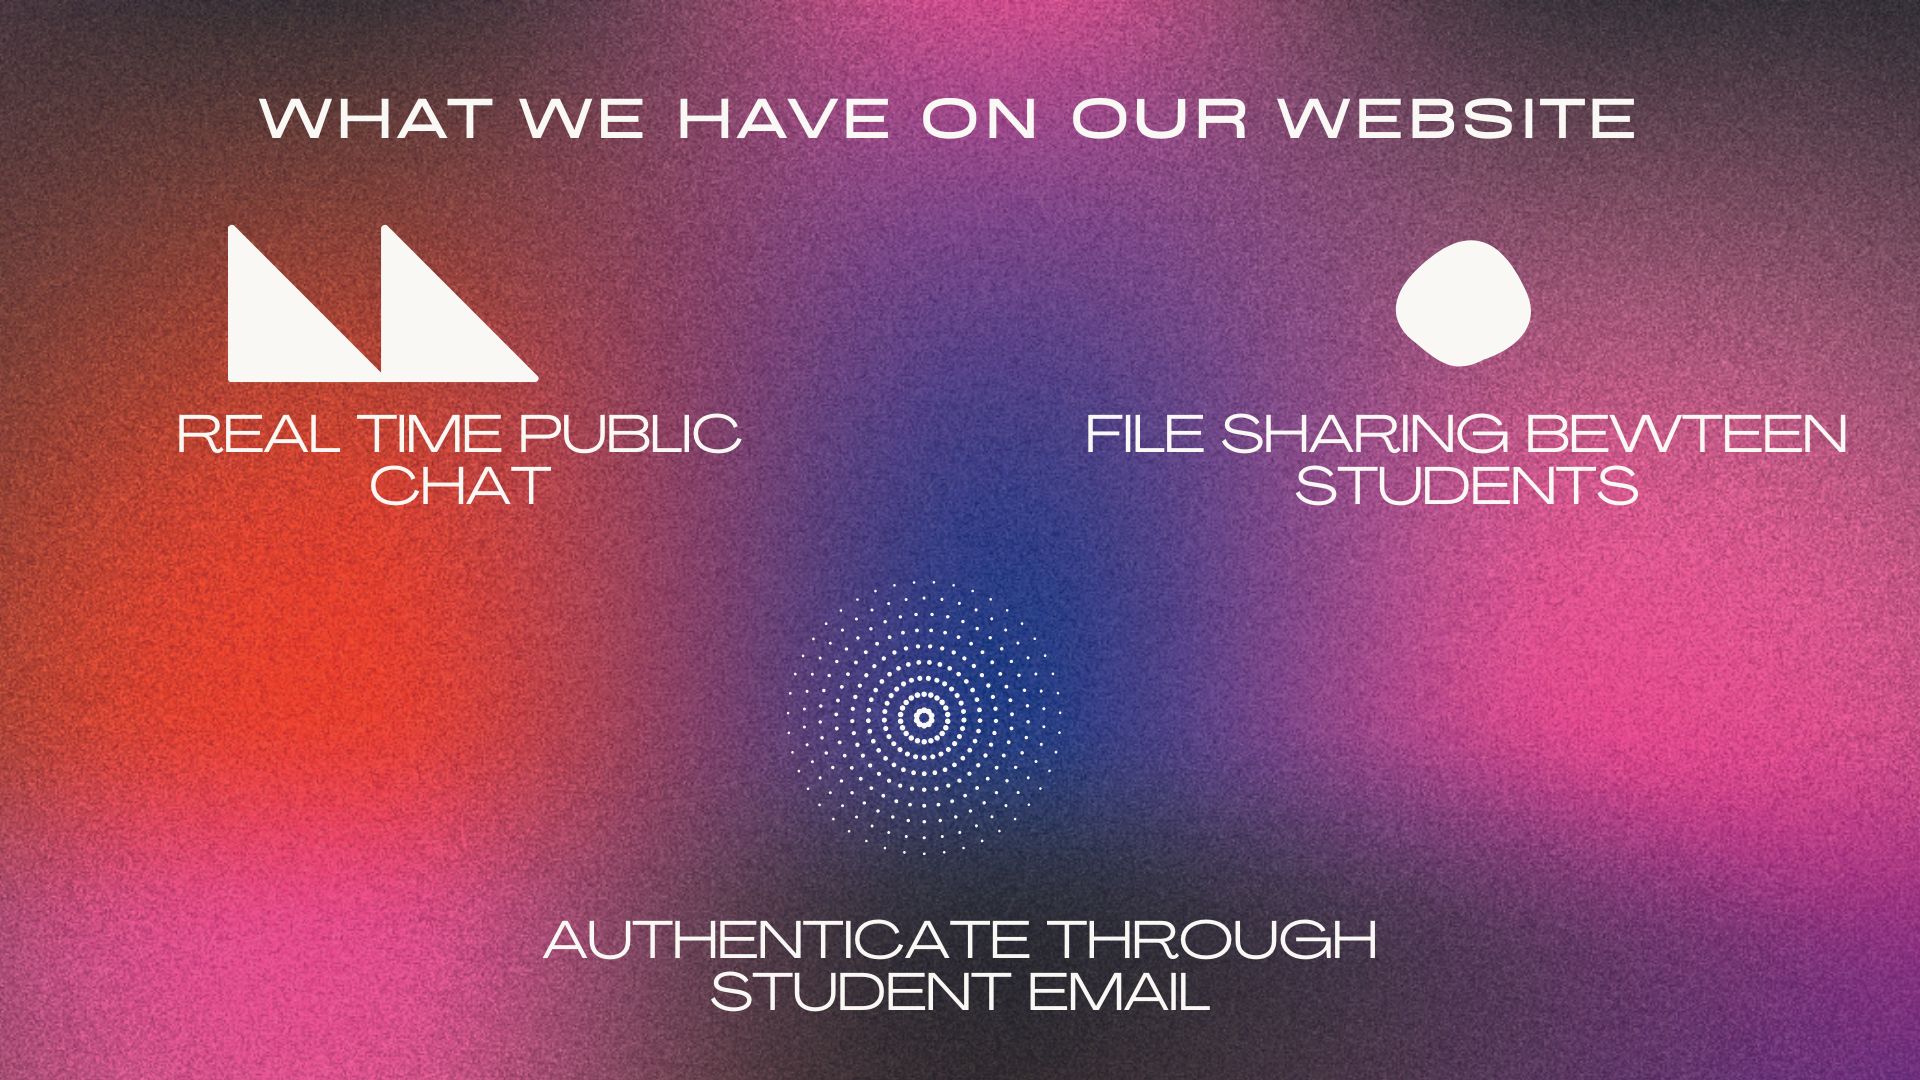 WHAT WE HAVE ON OUR WEBSITE
REAL TIME PUBLIC
CHAT
FILE SHARING BEWTEEN
STUDENTS
AUTHENTICATE THROUGH
STUDENT EMAIL